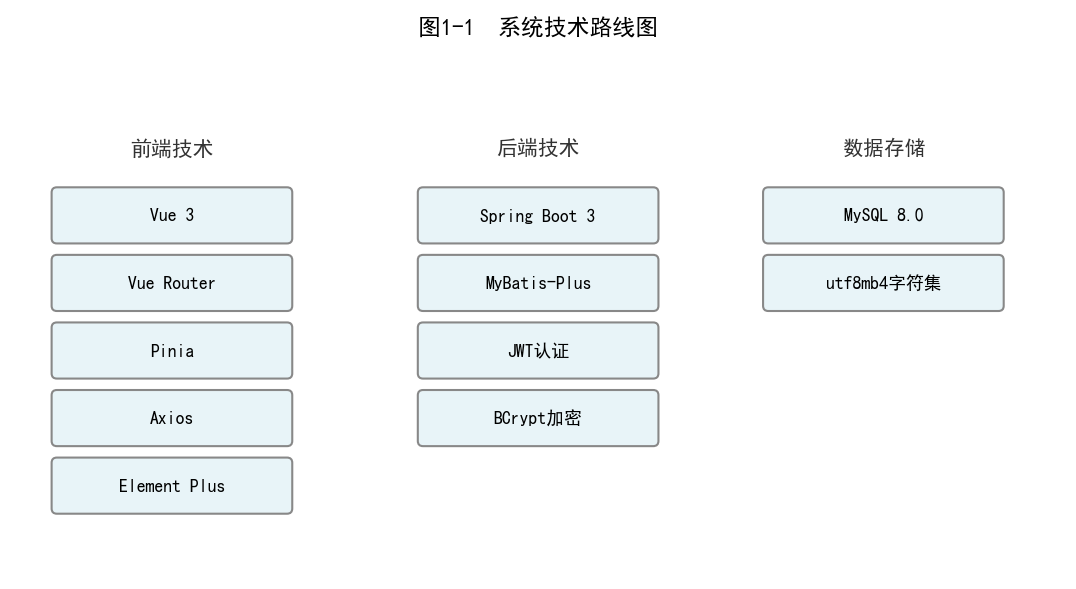 图1-1 系统技术路线图
前端技术
Vue 3
Vue Router
Pinia
Axios
Element Plus
后端技术
Spring Boot 3
MyBatis-Plus
JWT认证
BCrypt加密
数据存储
MySQL 8.0
utf8mb4字符集